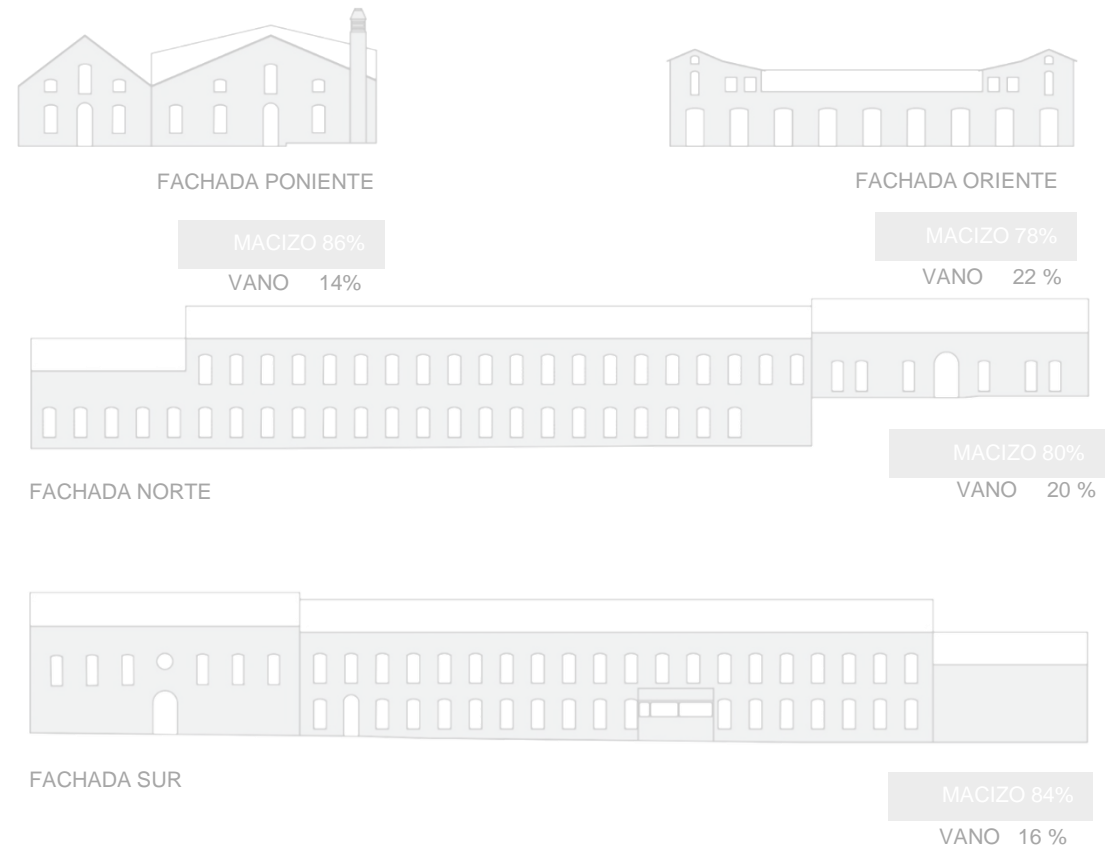 FACHADA PONIENTE
MACIZO 86%
VANO 14%
FACHADA ORIENTE
MACIZO 78%
VANO 22 %
FACHADA NORTE
MACIZO 80%
VANO 20 %
FACHADA SUR
MACIZO 84%
VANO 16 %